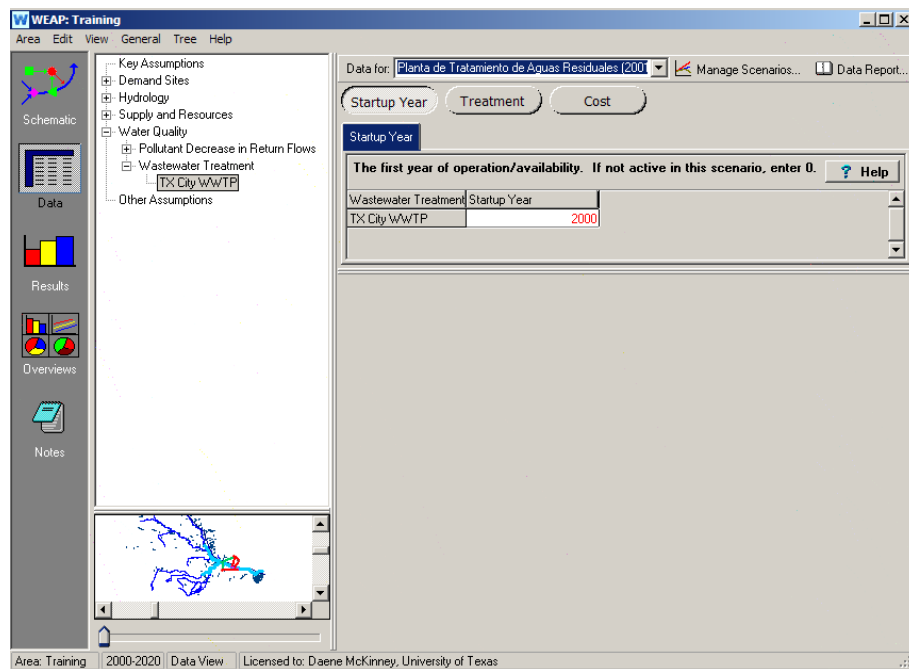 WEAP: Training
Area Edit View General Tree Help
Schematic
Data
Results
Overviews
Notes
Key Assumptions
Demand Sites
Hydrology
Supply and Resources
Water Quality
Pollutant Decrease in Return Flows
Wastewater Treatment
TX City WWTP
Other Assumptions
Data for: Planta de Tratamiento de Aguas Residuales (2001 Manage Scenarios... Data Report...
Startup Year Treatment Cost
Startup Year
The first year of operation/availability. If not active in this scenario, enter 0. ? Help
Wastewater Treatment Startup Year
TX City WWTP 2000
Area: Training 2000-2020 Data View Licensed to: Daene McKinney, University of Texas